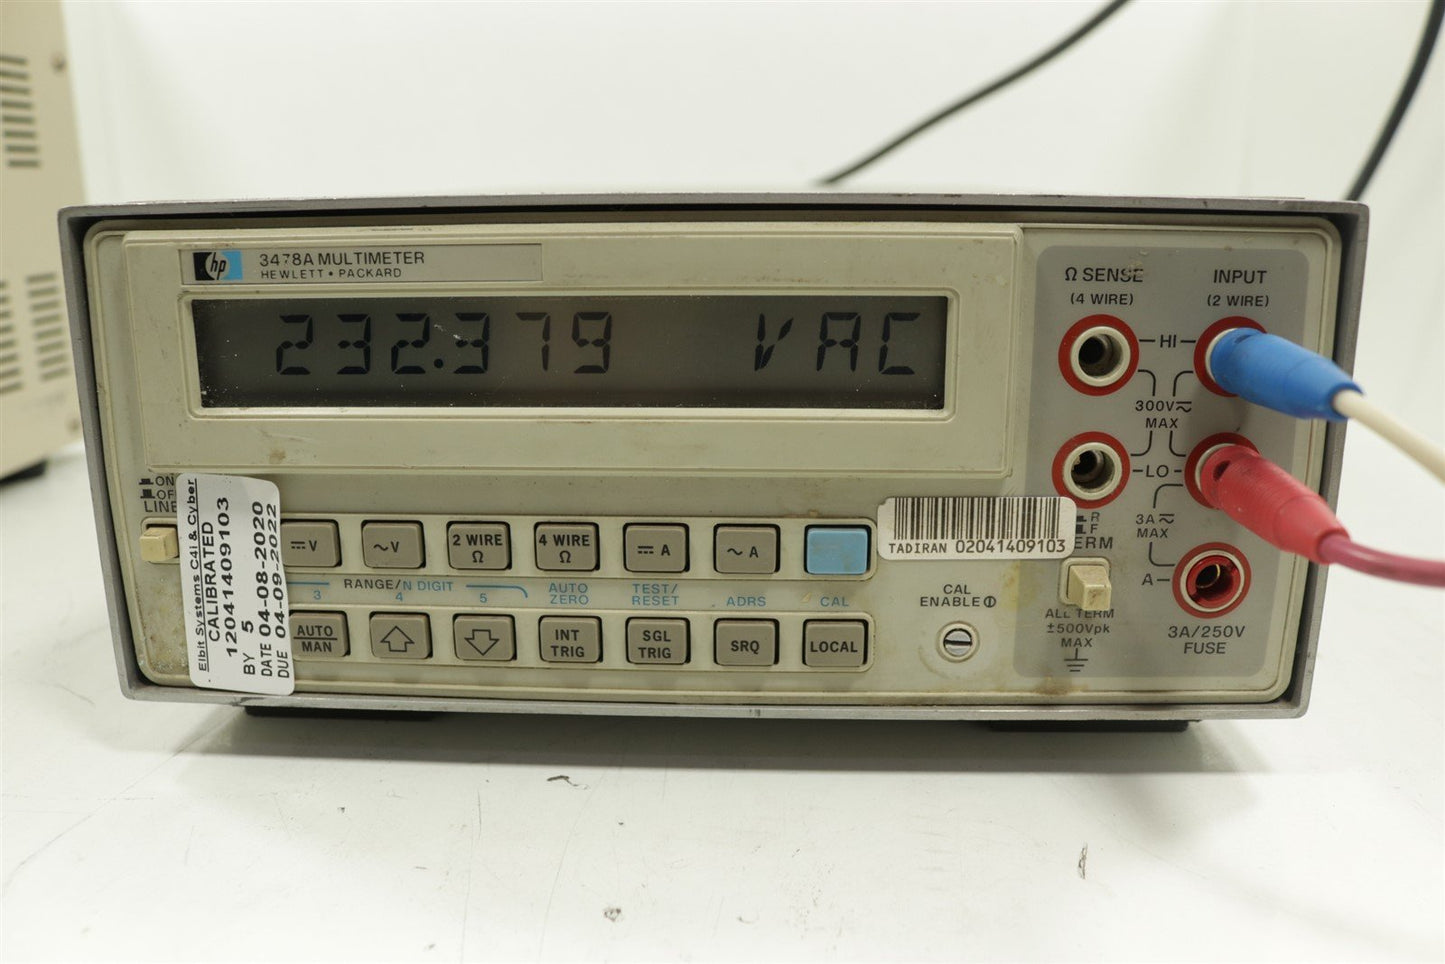 hp
3478A MULTIMETER
HEWLETT • PACKARD
232.379 VAC
Ω SENSE
(4 WIRE)
INPUT
(2 WIRE)
HI
300V⎓~
MAX
LO
3A⎓~
MAX
A
3A/250V
FUSE
R
F
ERM
ALL TERM
±500Vpk
MAX
ON
OF
LINE
Elbit Systems C4i & Cyber
CALIBRATED
12041409103
BY 5
DATE 04-08-2020
DUE 04-09-2022
⎓V
~V
2 WIRE
Ω
4 WIRE
Ω
⎓A
~A
TADIRAN 02041409103
RANGE/N DIGIT
3
4
5
AUTO
ZERO
TEST/
RESET
ADRS
CAL
AUTO
MAN
INT
TRIG
SGL
TRIG
SRQ
LOCAL
CAL
ENABLE